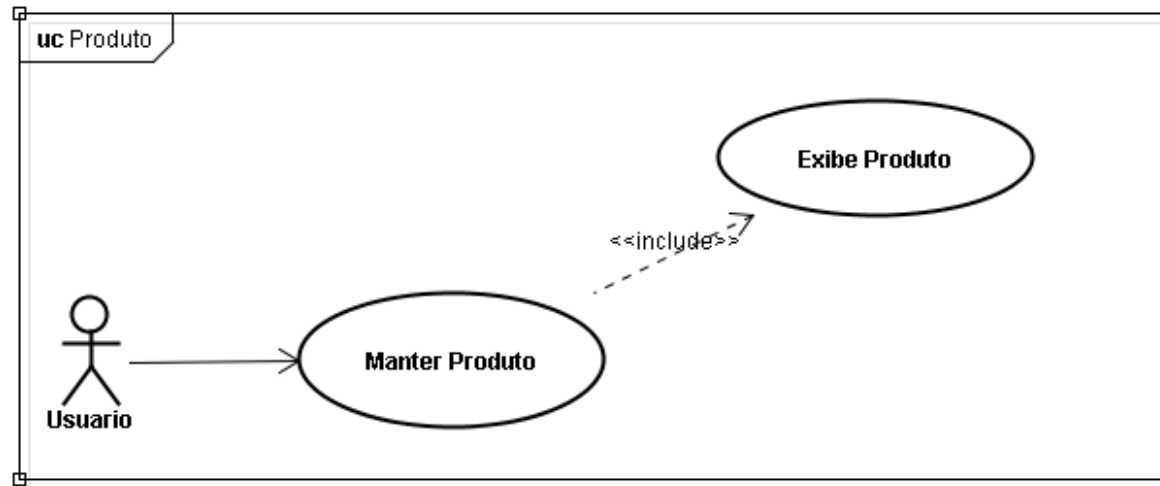 uc Produto
Exibe Produto
<<include>>
Manter Produto
Usuario